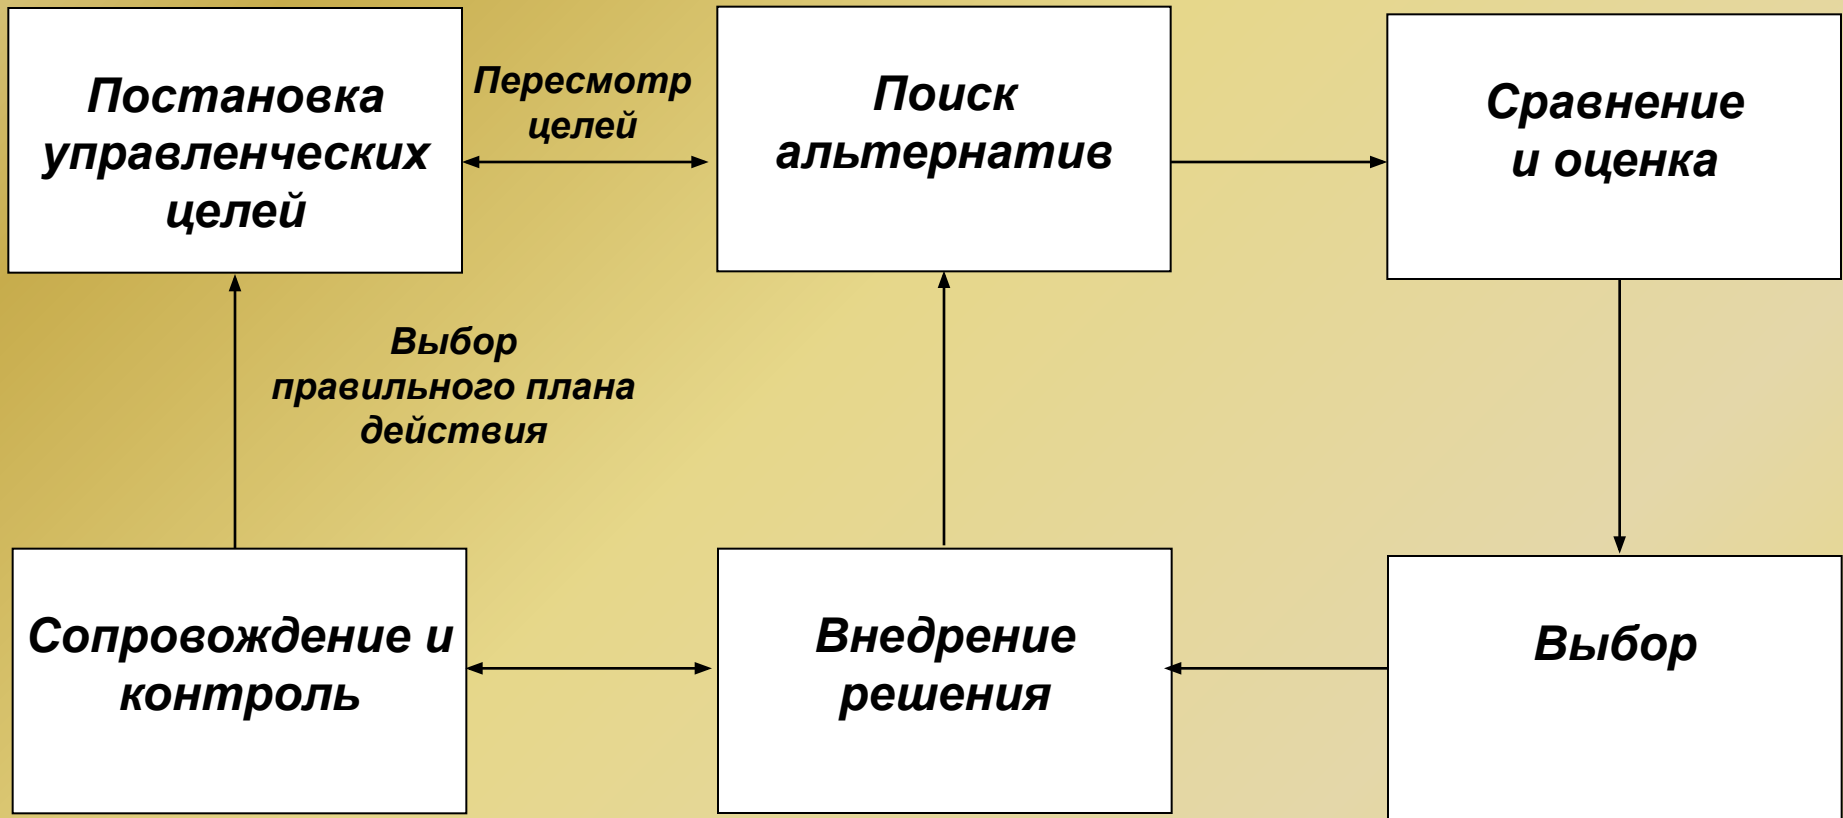 Постановка
управленческих
целей
Пересмотр
целей
Поиск
альтернатив
Сравнение
и оценка
Выбор
правильного плана
действия
Сопровождение и
контроль
Внедрение
решения
Выбор